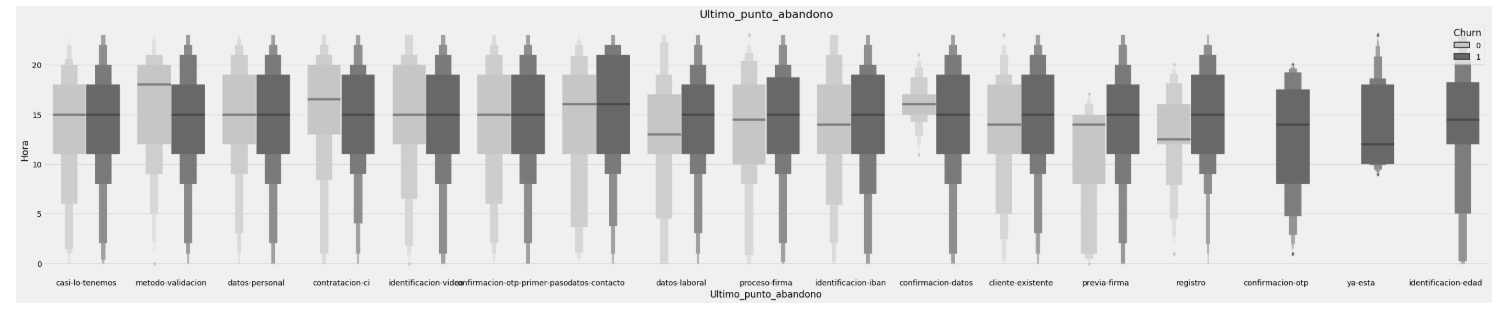 Ultimo_punto_abandono
Churn
0
1
20
15
10
5
0
Hora
casi-lo-tenemos metodo-validacion datos-personal contratacion-ci identificacion-video confirmacion-otp-primer-paso datos-contacto datos-laboral proceso-firma identificacion-iban confirmacion-datos cliente-existente previa-firma registro confirmacion-otp ya-esta identificacion-edad
Ultimo_punto_abandono